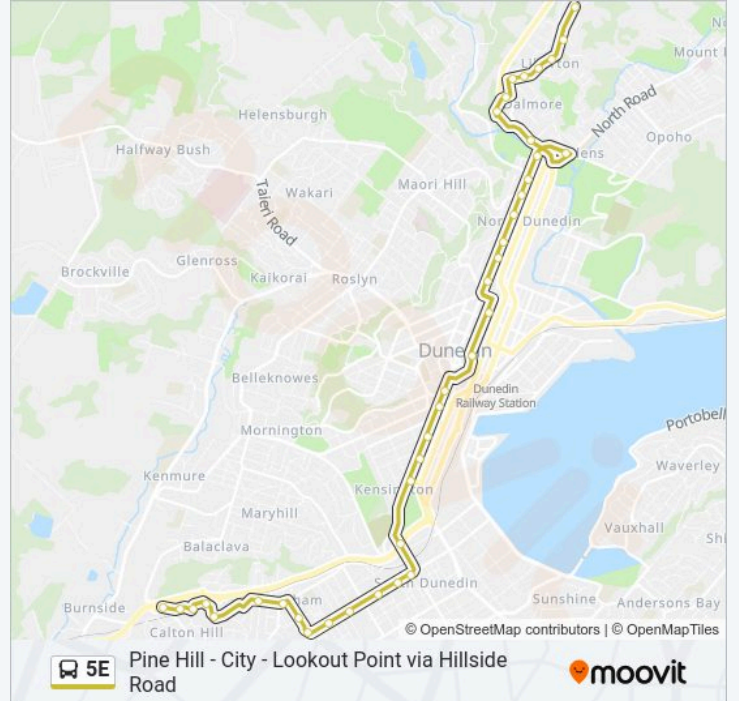 Liberton
Mount
Dalmore
North Road
Helensburgh
Opoho
Halfway Bush
Maori Hill
Wakari
Taieri Road
North Dunedin
Glenross
Brockville
Kaikorai
Roslyn
Dunedin
Belleknowes
Dunedin
Railway Station
Portobell
Mornington
Waverley
Kenmure
Kensington
Maryhill
Vauxhall
Balaclava
Shi
South Dunedin
Burnside
ham
Sunshine
Andersons Bay
Calton Hill
© OpenStreetMap contributors | © OpenMapTiles
5E
Pine Hill - City - Lookout Point via Hillside
Road
moovit